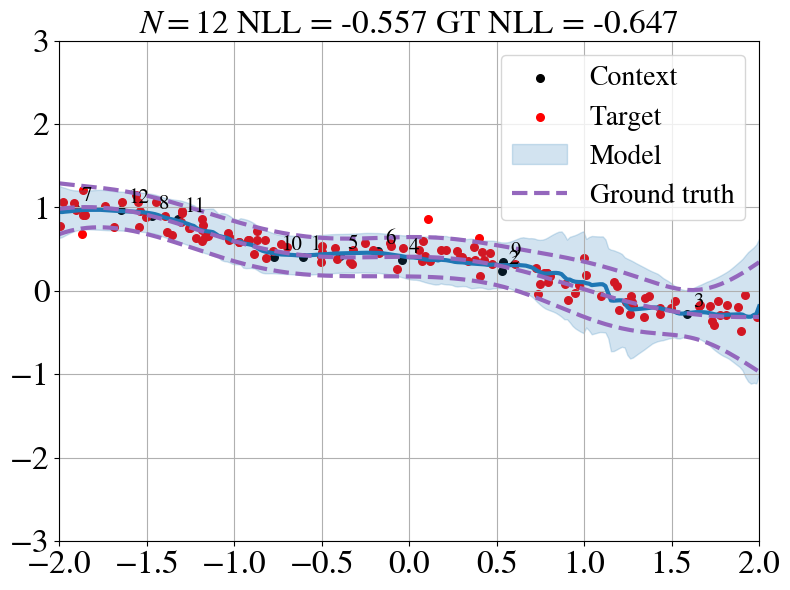 N = 12 NLL = -0.557 GT NLL = -0.647
3
2
1
0
−1
−2
−3
−2.0 −1.5 −1.0 −0.5 0.0 0.5 1.0 1.5 2.0
Context
Target
Model
Ground truth
7 12 8 11 10 1 5 6 4 9 2 3